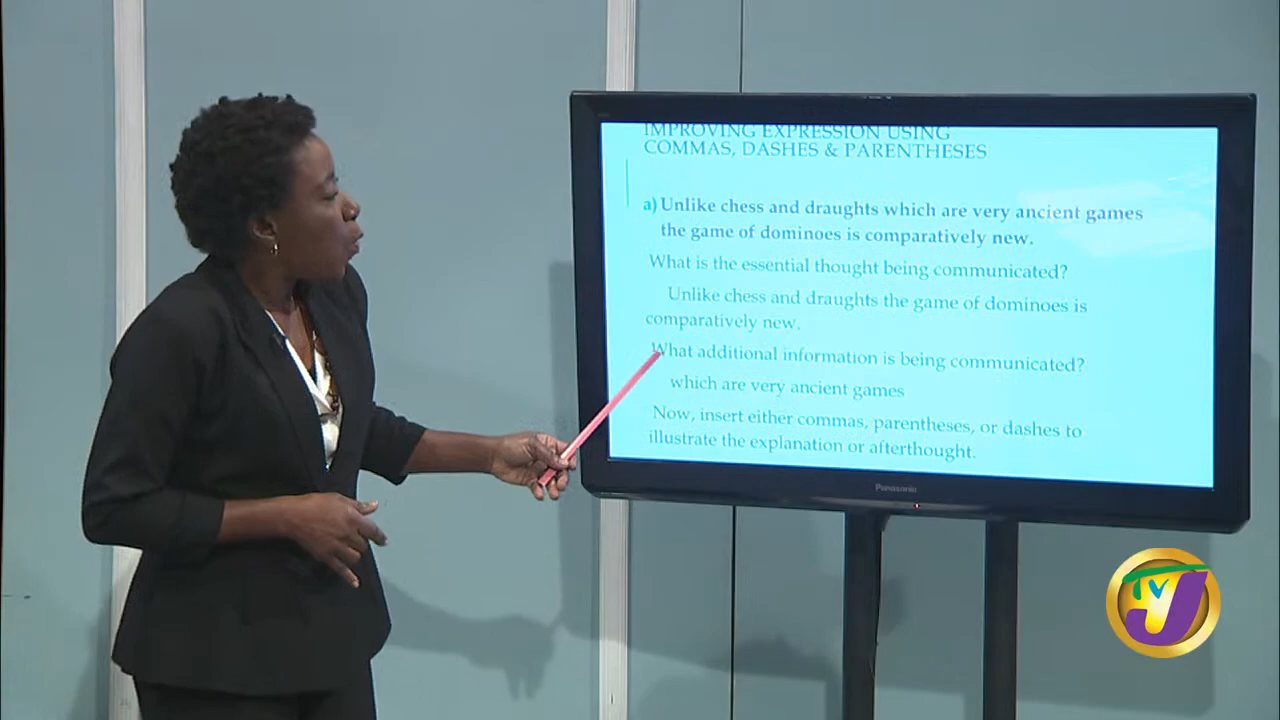 IMPROVING EXPRESSION USING
COMMAS, DASHES & PARENTHESES
a) Unlike chess and draughts which are very ancient games
the game of dominoes is comparatively new.
What is the essential thought being communicated?
Unlike chess and draughts the game of dominoes is
comparatively new.
What additional information is being communicated?
which are very ancient games
Now, insert either commas, parentheses, or dashes to
illustrate the explanation or afterthought.
Panasonic
TVJ